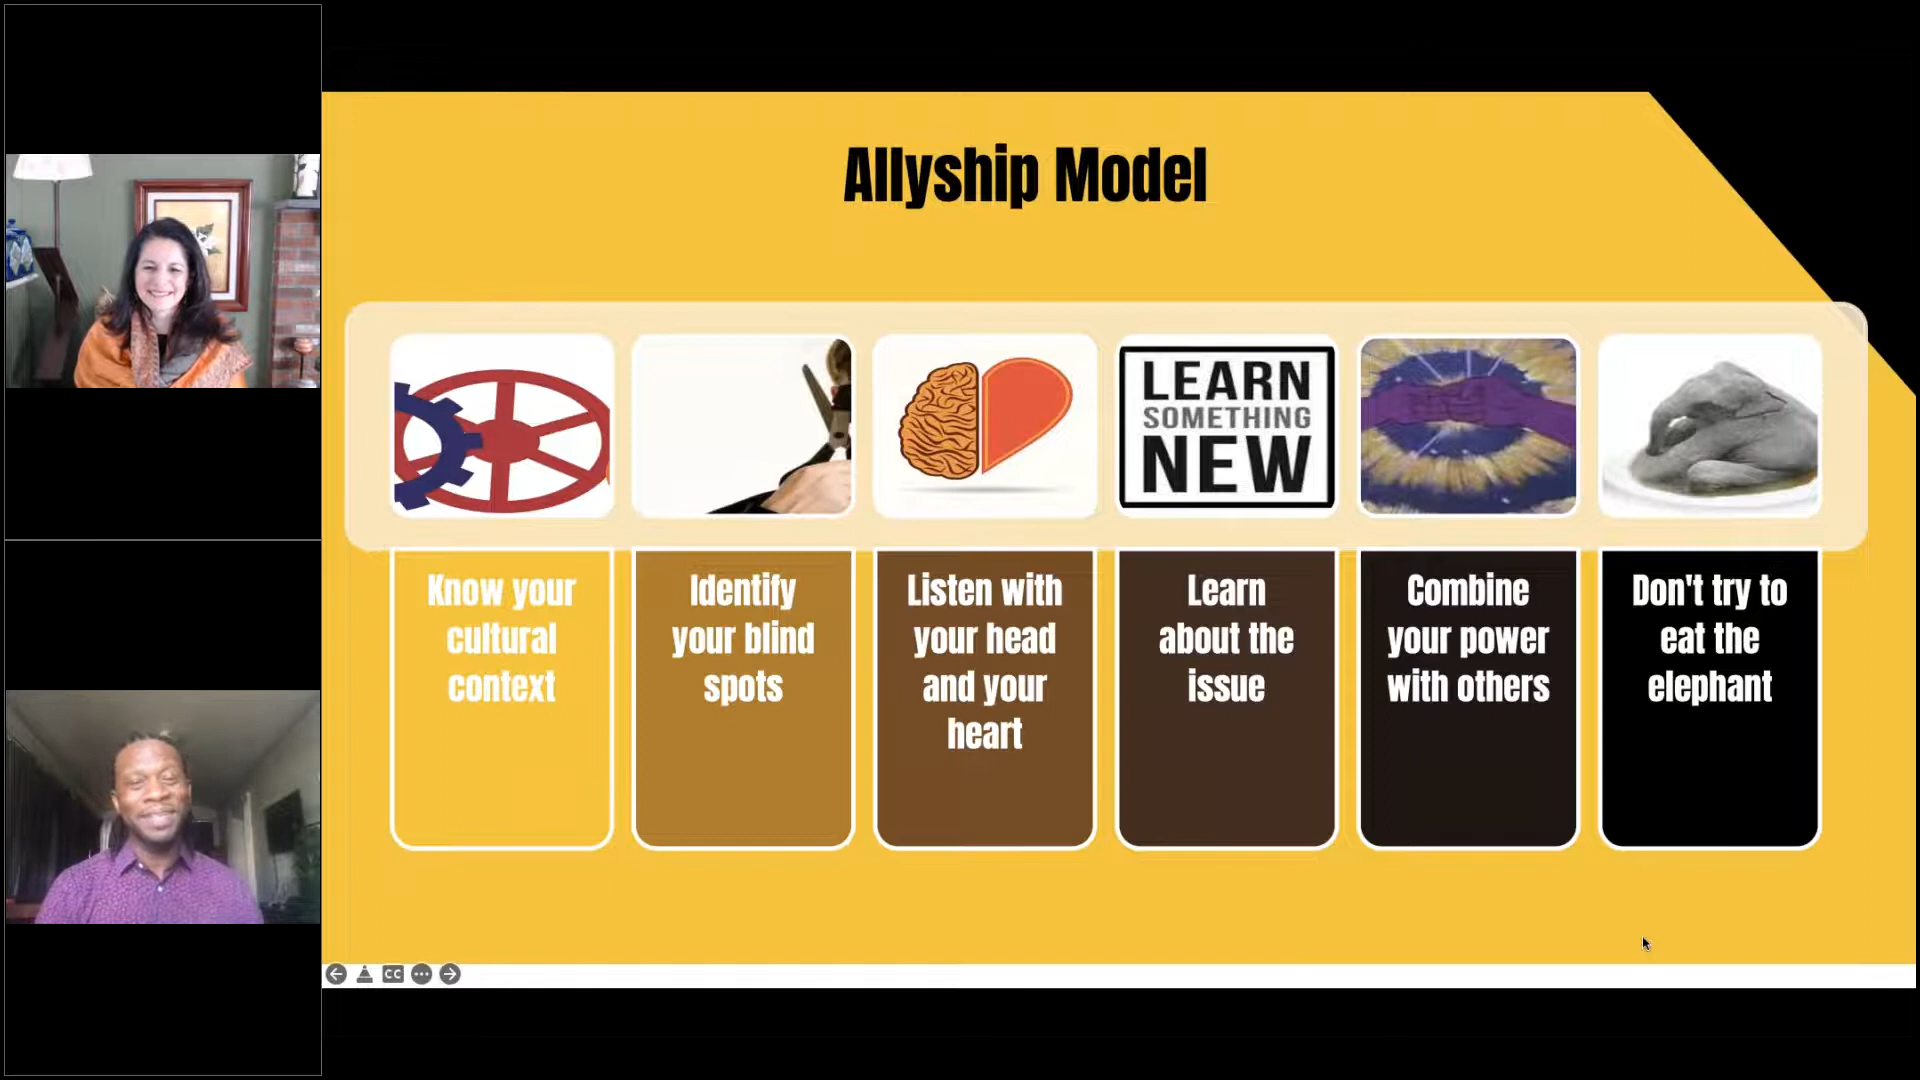 Allyship Model
LEARN
SOMETHING
NEW
Know your
cultural
context
Identify
your blind
spots
Listen with
your head
and your
heart
Learn
about the
issue
Combine
your power
with others
Don't try to
eat the
elephant
CC